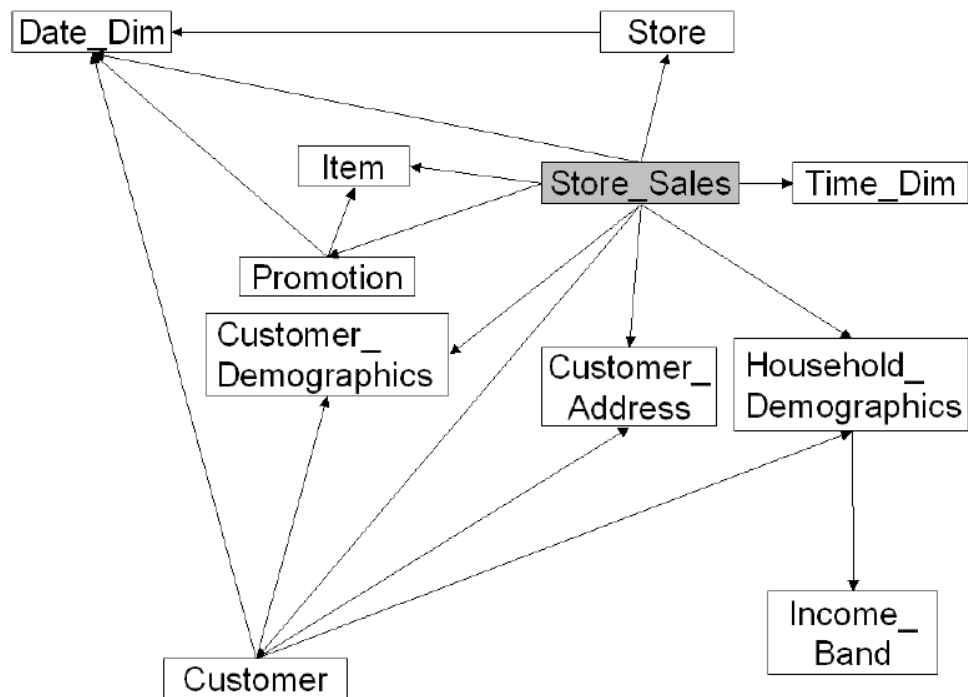 Date_Dim
Store
Item
Store_Sales
Time_Dim
Promotion
Customer_
Demographics
Customer_
Address
Household_
Demographics
Income_
Band
Customer